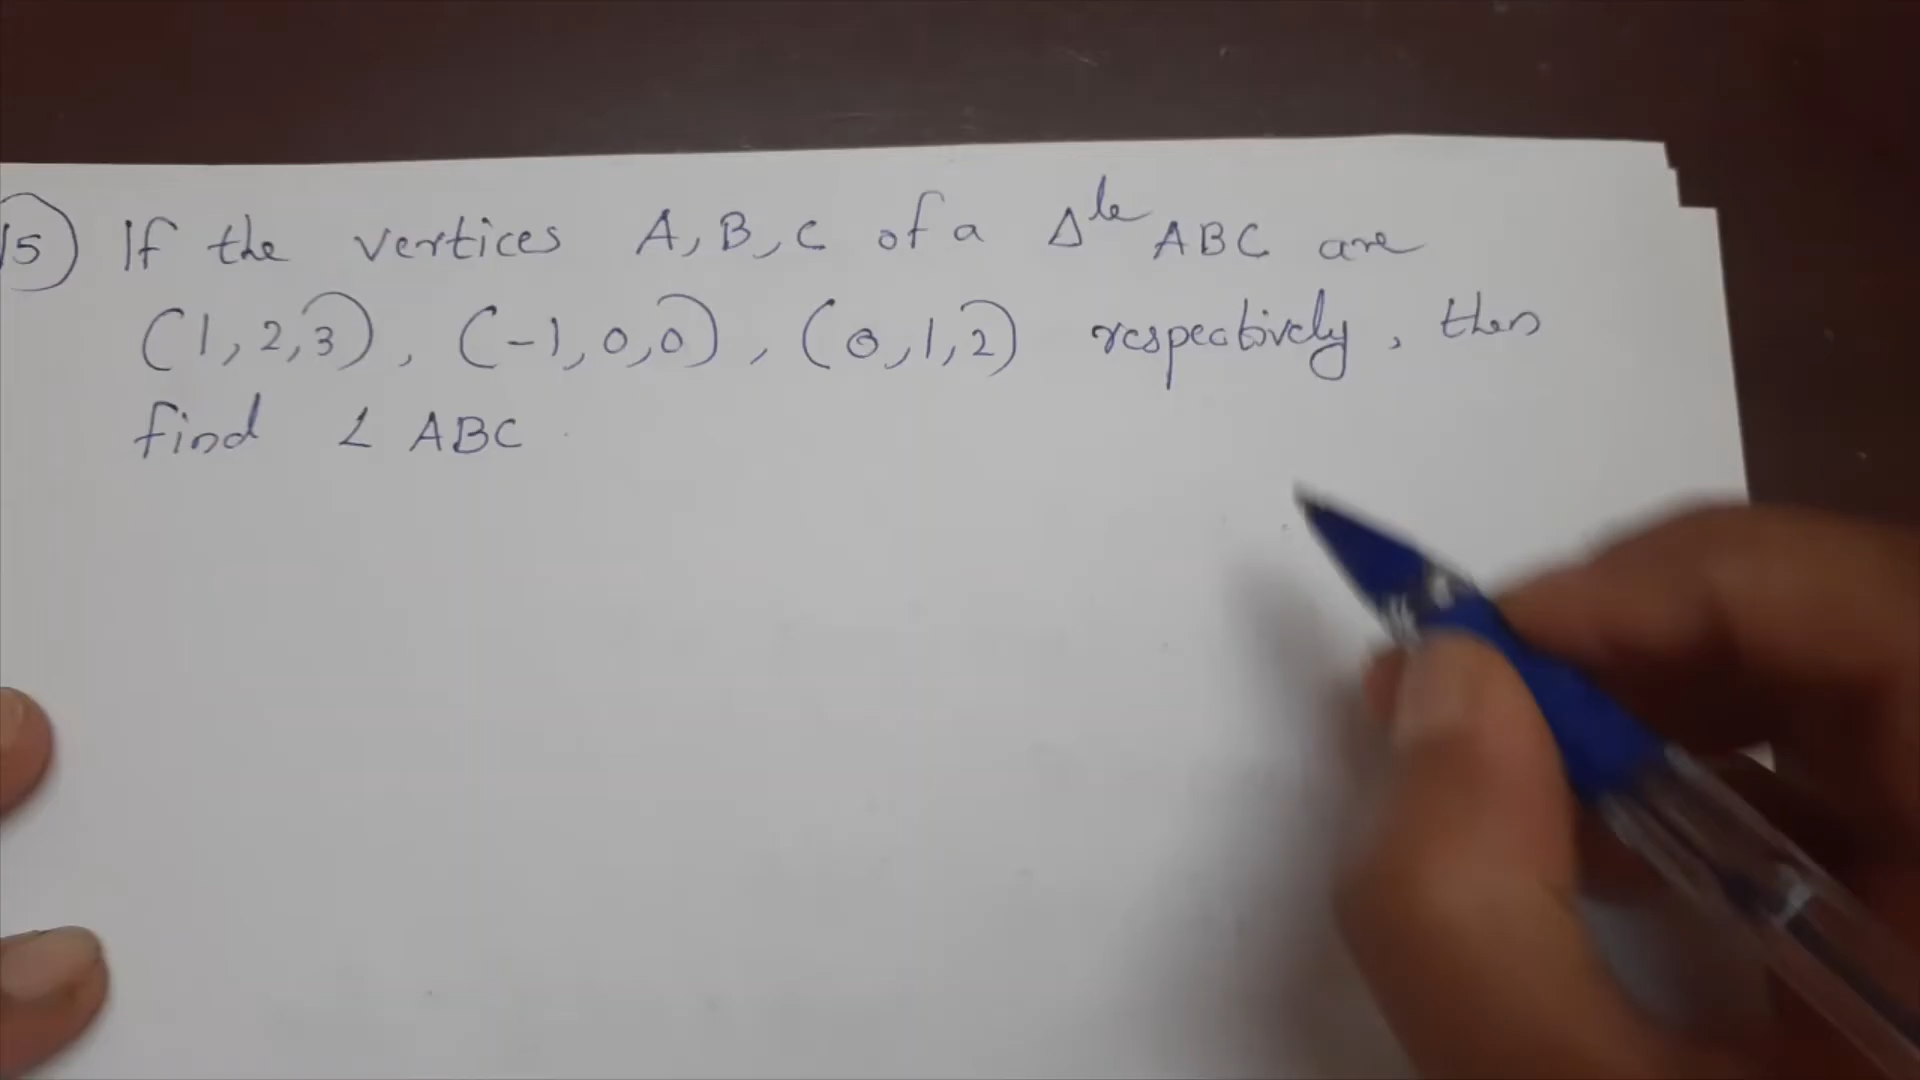 15) If the vertices A, B, C of a Δle ABC are
(1,2,3), (-1,0,0), (0,1,2) respectively, then
find ∠ ABC